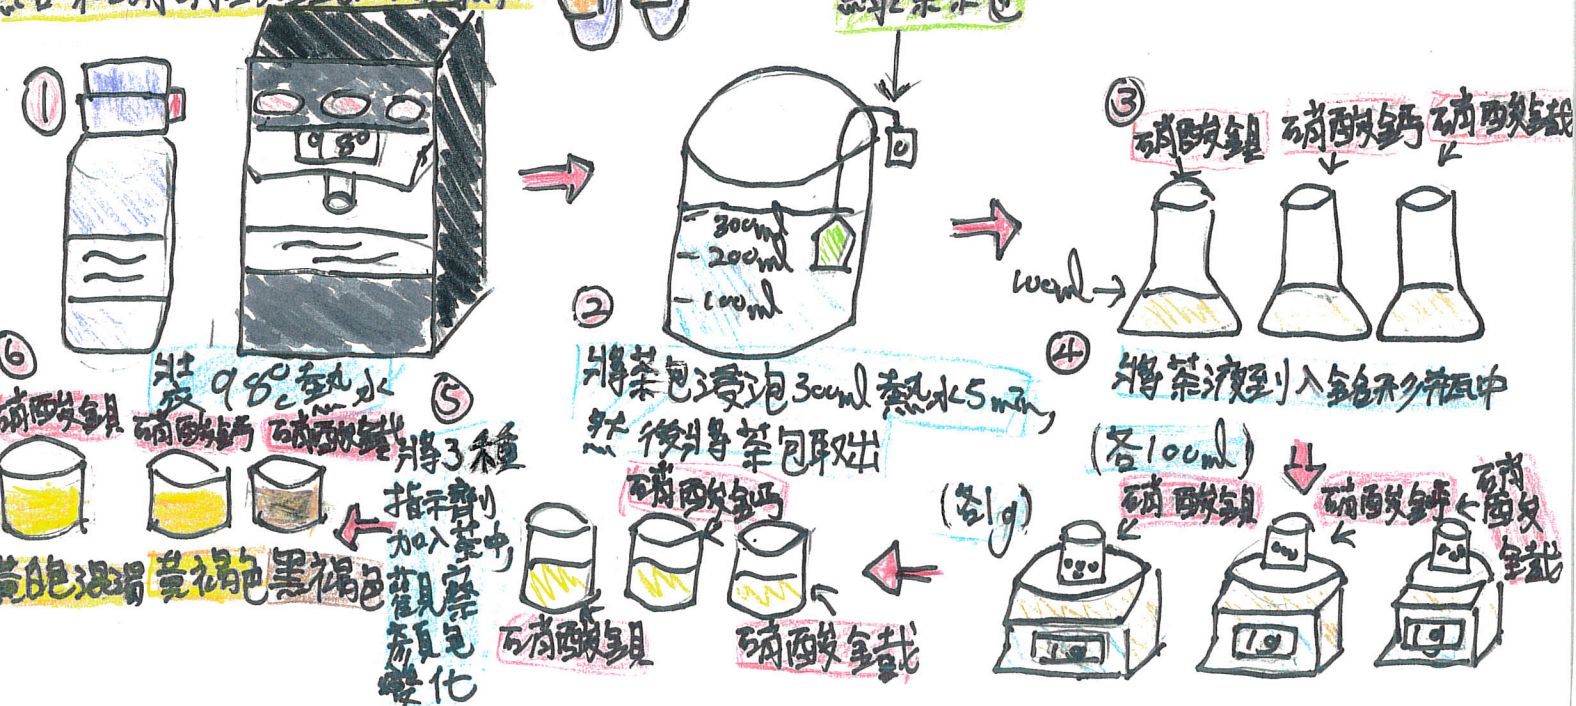 ①
980
裝98℃熱水
300ml
200ml
100ml
②
將茶包浸泡300ml熱水5min,
然後將茶包取出
③
硝酸鋇
硝酸鈣
硝酸鐵
100ml→
④
將茶液到入錐形瓶中
(各100ml)
硝酸鋇
硝酸鈣
硝酸鐵
(各1g)
1g
1g
1g
⑤
將3種
指示劑
加入茶中,
觀察
顏色
變化
硝酸鈣
硝酸鋇
硝酸鐵
⑥
硝酸鋇
硝酸鈣
硝酸鐵
黃色混濁
黃褐色
黑褐色